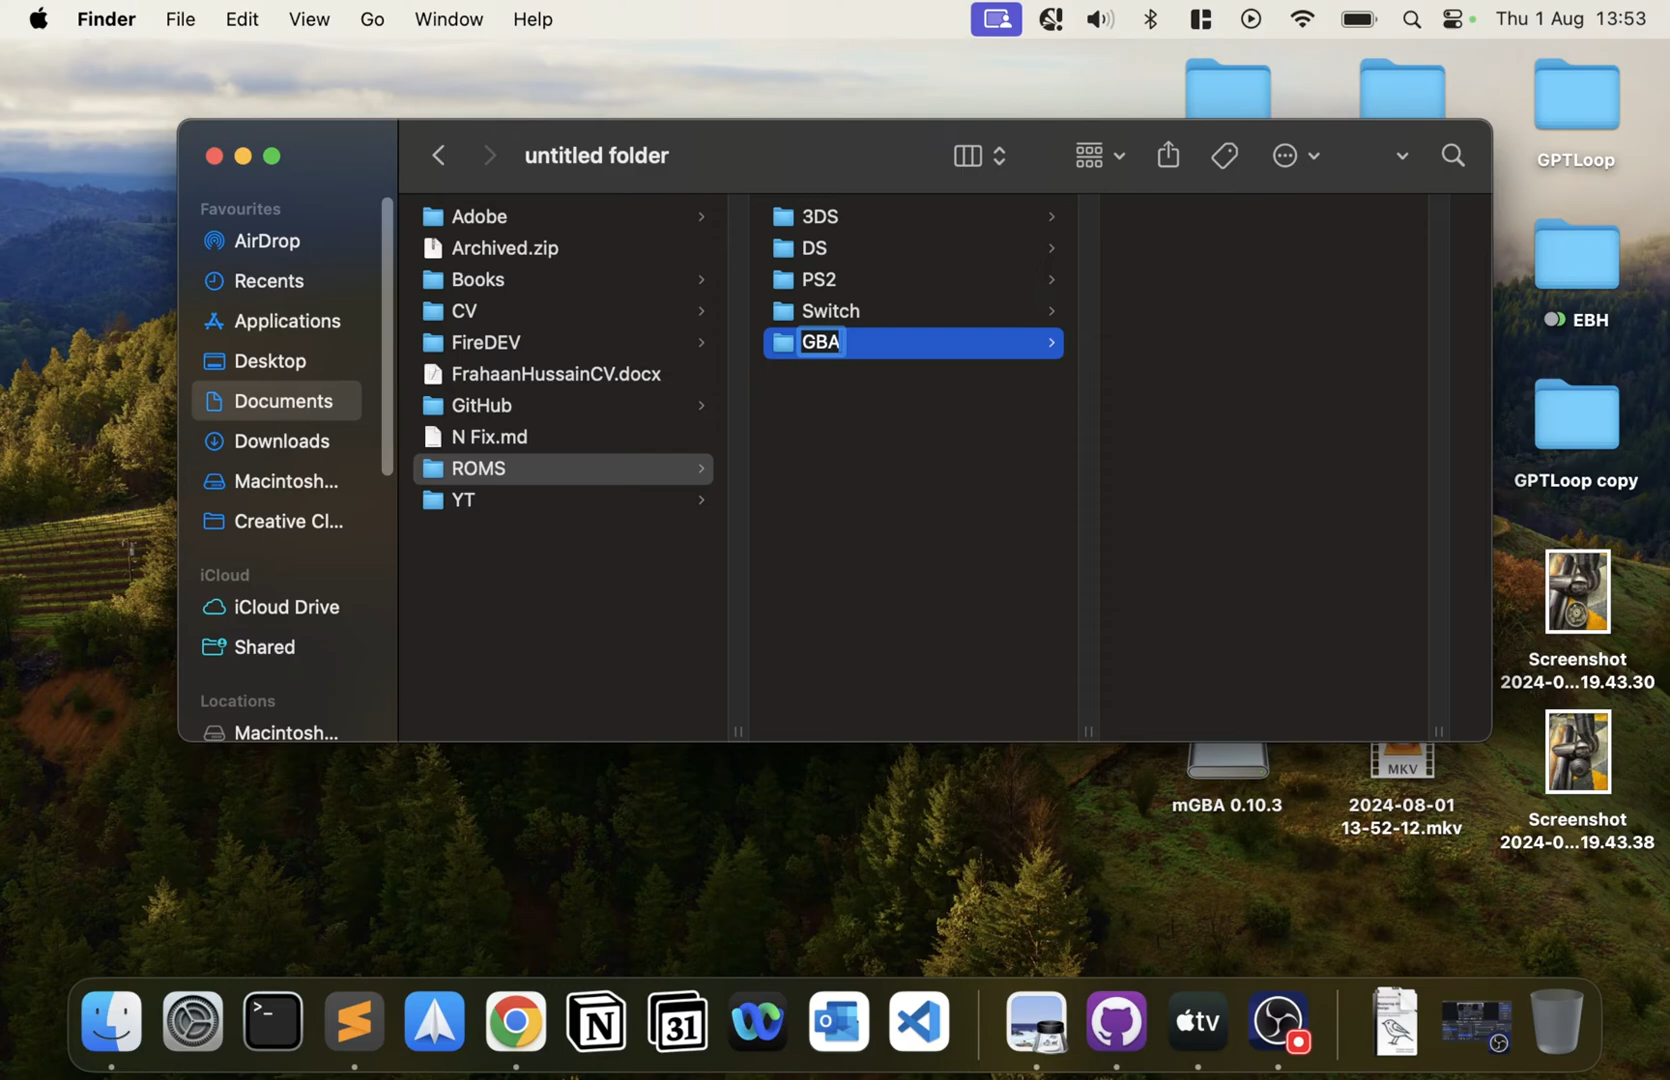 Finder File Edit View Go Window Help
Thu 1 Aug 13:53
untitled folder
Favourites
AirDrop
Recents
Applications
Desktop
Documents
Downloads
Macintosh...
Creative Cl...
iCloud
iCloud Drive
Shared
Locations
Macintosh...
Adobe
Archived.zip
Books
CV
FireDEV
FrahaanHussainCV.docx
GitHub
N Fix.md
ROMS
YT
3DS
DS
PS2
Switch
GBA
GPTLoop
EBH
GPTLoop copy
Screenshot
2024-0...19.43.30
Screenshot
2024-0...19.43.38
mGBA 0.10.3
MKV
2024-08-01
13-52-12.mkv
>_
N
31
O
tv